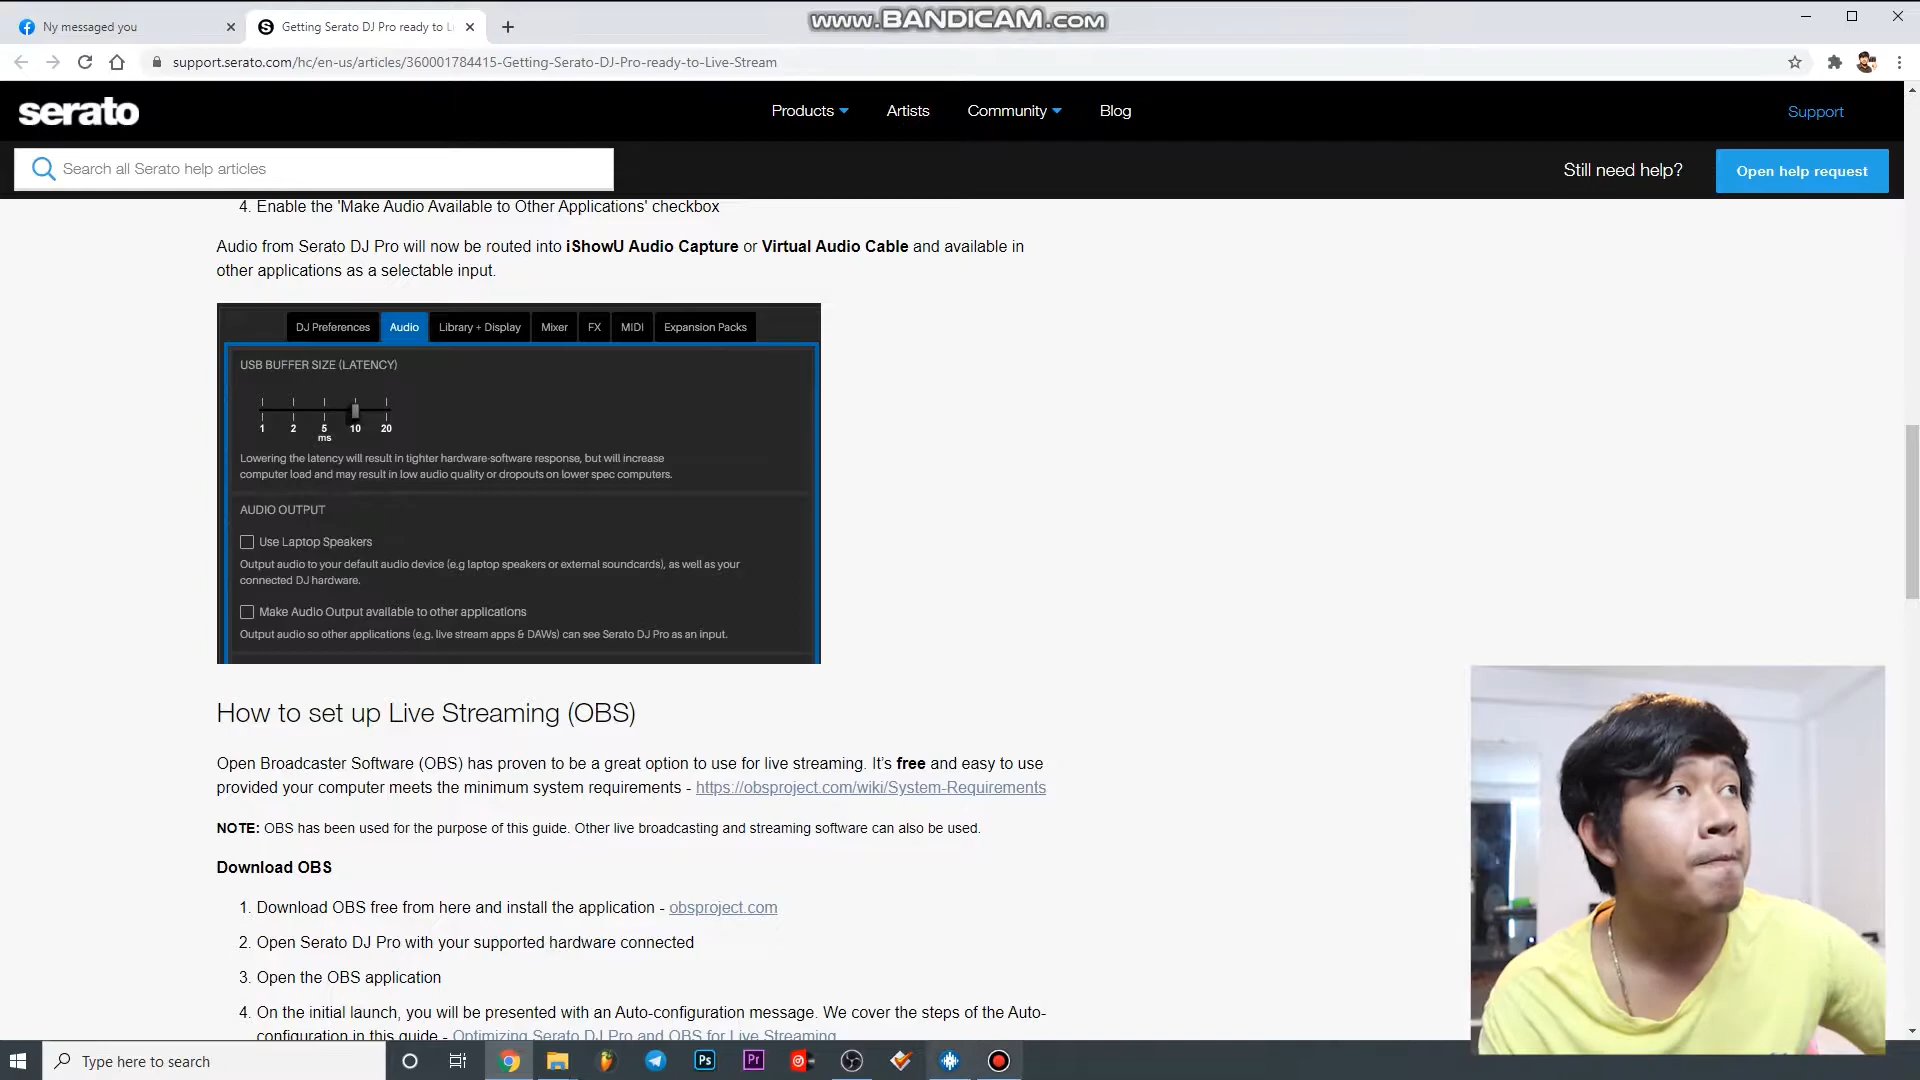 Ny messaged you
Getting Serato DJ Pro ready to Li
www.BANDICAM.com
support.serato.com/hc/en-us/articles/360001784415-Getting-Serato-DJ-Pro-ready-to-Live-Stream
serato
Products
Artists
Community
Blog
Support
Search all Serato help articles
Still need help?
Open help request
4. Enable the 'Make Audio Available to Other Applications' checkbox
Audio from Serato DJ Pro will now be routed into iShowU Audio Capture or Virtual Audio Cable and available in
other applications as a selectable input.
DJ Preferences Audio Library + Display Mixer FX MIDI Expansion Packs
USB BUFFER SIZE (LATENCY)
1 2 5 10 20
ms
Lowering the latency will result in tighter hardware-software response, but will increase
computer load and may result in low audio quality or dropouts on lower spec computers.
AUDIO OUTPUT
Use Laptop Speakers
Output audio to your default audio device (e.g laptop speakers or external soundcards), as well as your
connected DJ hardware.
Make Audio Output available to other applications
Output audio so other applications (e.g. live stream apps & DAWs) can see Serato DJ Pro as an input.
How to set up Live Streaming (OBS)
Open Broadcaster Software (OBS) has proven to be a great option to use for live streaming. It's free and easy to use
provided your computer meets the minimum system requirements - https://obsproject.com/wiki/System-Requirements
NOTE: OBS has been used for the purpose of this guide. Other live broadcasting and streaming software can also be used.
Download OBS
1. Download OBS free from here and install the application - obsproject.com
2. Open Serato DJ Pro with your supported hardware connected
3. Open the OBS application
4. On the initial launch, you will be presented with an Auto-configuration message. We cover the steps of the Auto-
configuration in this guide - Optimizing Serato DJ Pro and OBS for Live Streaming
Type here to search
Ps
Pr